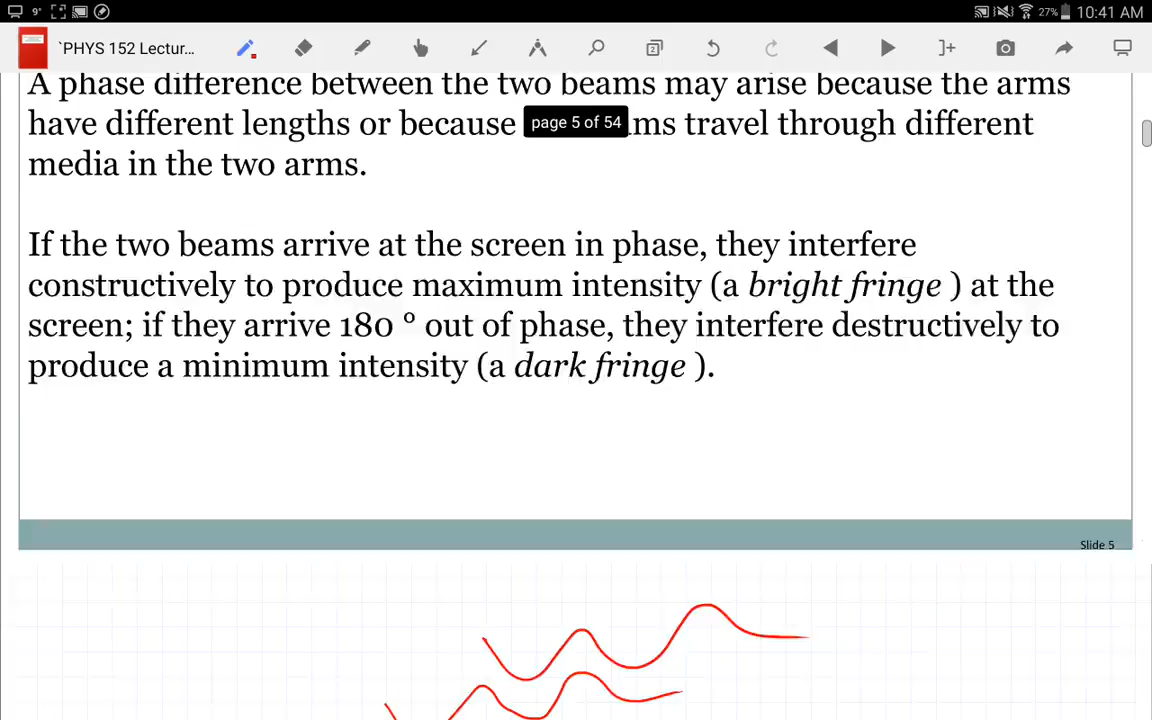 9° 27% 10:41 AM
`PHYS 152 Lectur... 2
A phase difference between the two beams may arise because the arms
have different lengths or because page 5 of 54 ms travel through different
media in the two arms.
If the two beams arrive at the screen in phase, they interfere
constructively to produce maximum intensity (a bright fringe ) at the
screen; if they arrive 180 ° out of phase, they interfere destructively to
produce a minimum intensity (a dark fringe ).
Slide 5